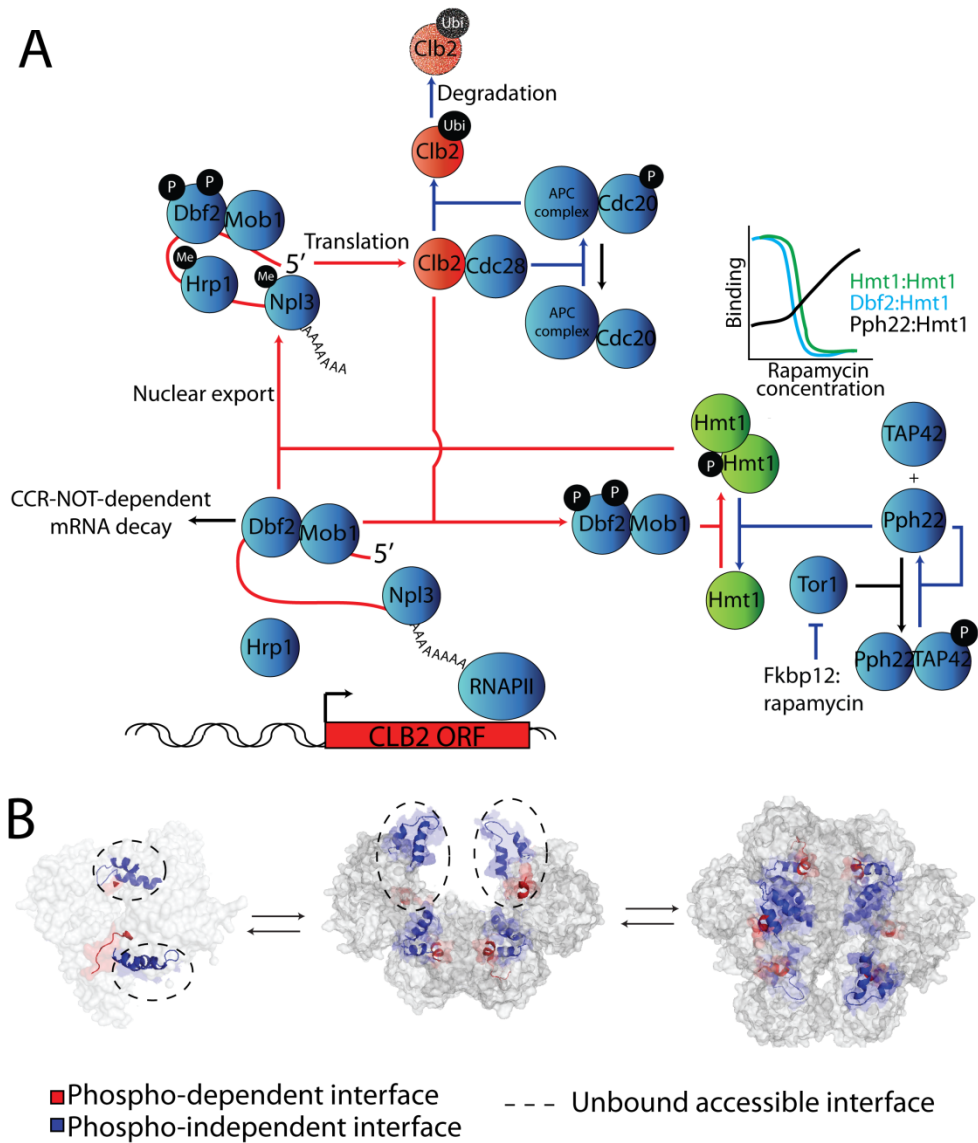 A
Ubi
Clb2
Degradation
Ubi
Clb2
P
P
Dbf2
Mob1
APC
complex
P
Cdc20
Translation
5′
Me
Hrp1
Me
Npl3
AAAAAAA
Clb2
Cdc28
APC
complex
Cdc20
Binding
Hmt1:Hmt1
Dbf2:Hmt1
Pph22:Hmt1
Rapamycin
concentration
Nuclear export
Hmt1
P
Hmt1
TAP42
+
Pph22
CCR-NOT-dependent
mRNA decay
Dbf2
Mob1
5′
P
P
Dbf2
Mob1
Hmt1
Tor1
Npl3
Hrp1
AAAAAAAAA
RNAPII
P
Pph22
TAP42
Fkbp12:
rapamycin
CLB2 ORF
B
Phospho-dependent interface
Phospho-independent interface
Unbound accessible interface